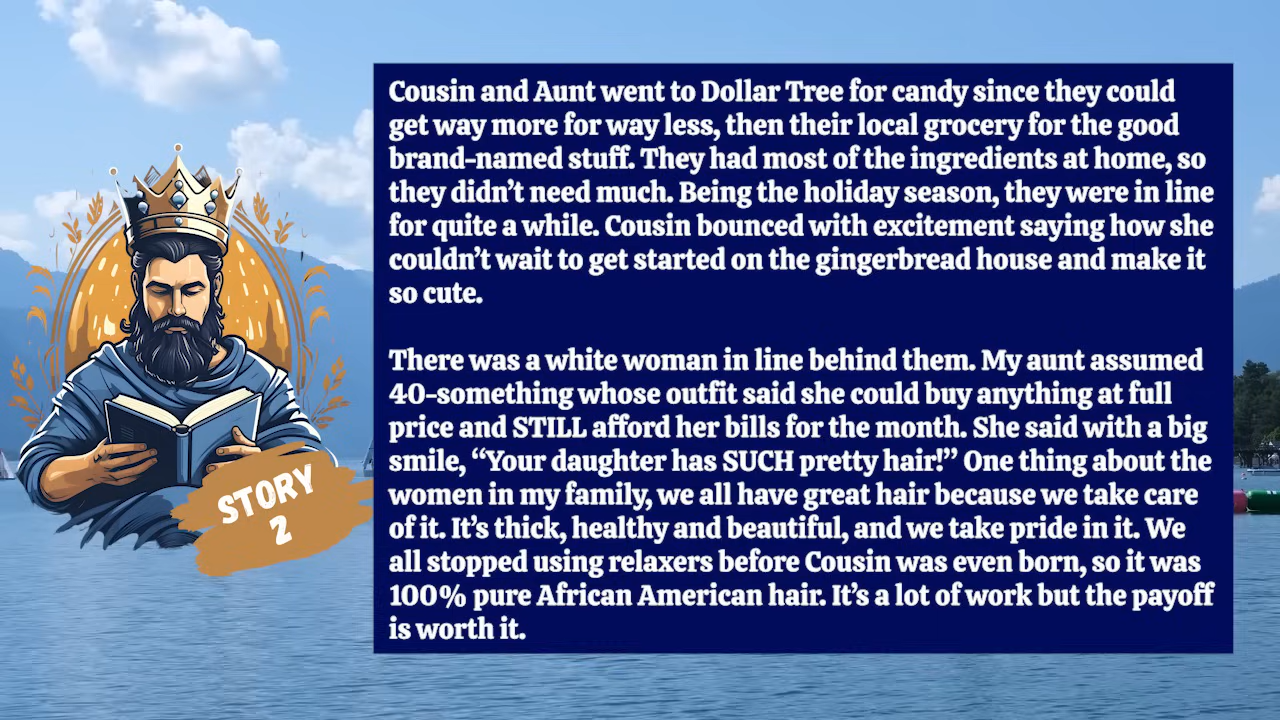 Cousin and Aunt went to Dollar Tree for candy since they could
get way more for way less, then their local grocery for the good
brand-named stuff. They had most of the ingredients at home, so
they didn’t need much. Being the holiday season, they were in line
for quite a while. Cousin bounced with excitement saying how she
couldn’t wait to get started on the gingerbread house and make it
so cute.
There was a white woman in line behind them. My aunt assumed
40-something whose outfit said she could buy anything at full
price and STILL afford her bills for the month. She said with a big
smile, “Your daughter has SUCH pretty hair!” One thing about the
women in my family, we all have great hair because we take care
of it. It’s thick, healthy and beautiful, and we take pride in it. We
all stopped using relaxers before Cousin was even born, so it was
100% pure African American hair. It’s a lot of work but the payoff
is worth it.
STORY
2